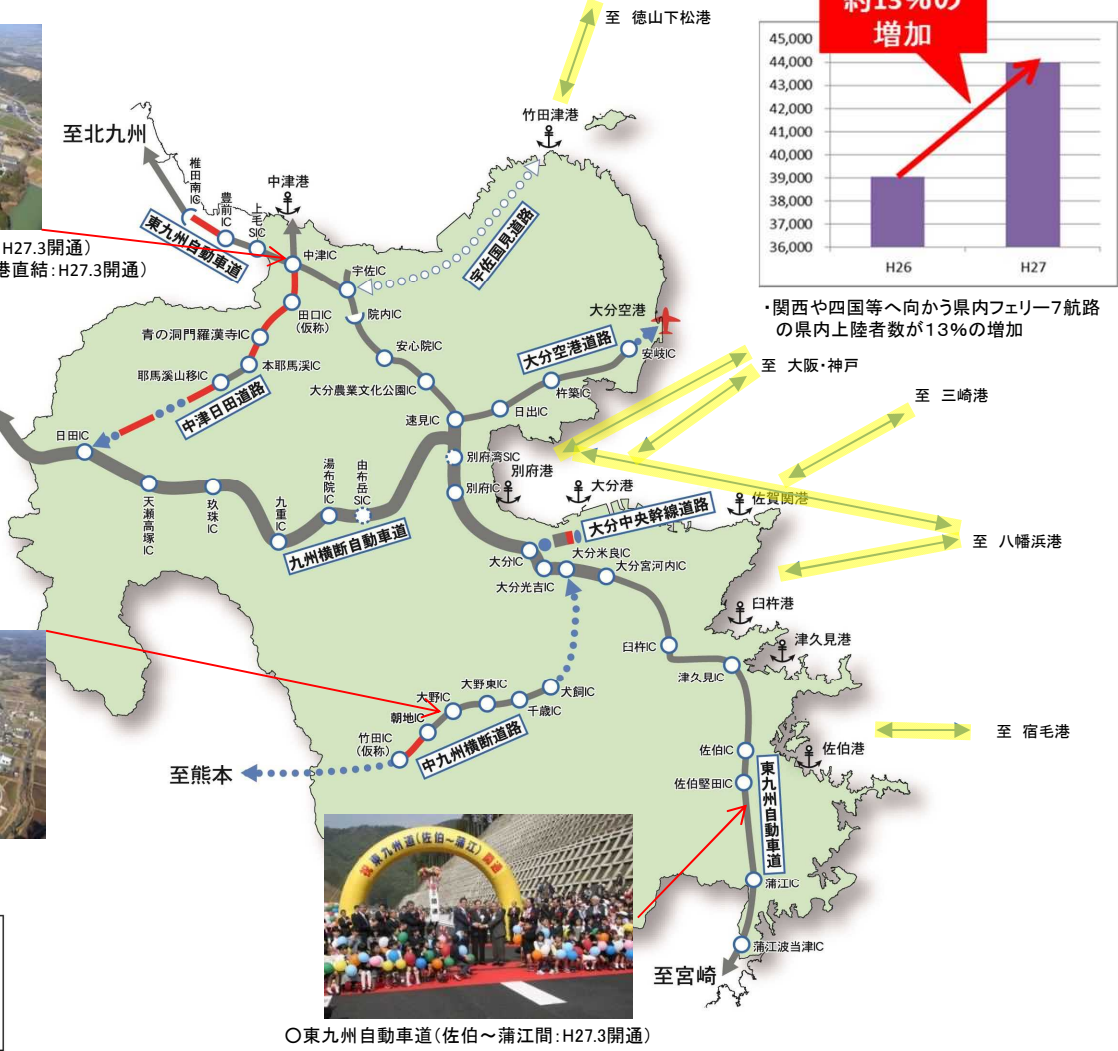 至 徳山下松港
約13%の
増加
45,000
44,000
43,000
42,000
41,000
40,000
39,000
38,000
37,000
36,000
H26
H27
・関西や四国等へ向かう県内フェリー7航路
の県内上陸者数が13%の増加
竹田津港
至北九州
椎田南IC
豊前IC
上毛SIC
中津港
東九州自動車道
H27.3開通)
港直結:H27.3開通)
中津IC
宇佐IC
宇佐国見道路
田口IC
(仮称)
院内IC
青の洞門羅漢寺IC
安心院IC
大分空港
大分空港道路
安岐IC
本耶馬渓IC
耶馬溪山移IC
大分農業文化公園IC
杵築IC
至 大阪・神戸
中津日田道路
速見IC
日出IC
至 三崎港
日田IC
別府湾SIC
別府港
大分港
別府IC
佐賀関港
天瀬高塚IC
玖珠IC
九重IC
湯布院IC
由布岳SIC
九州横断自動車道
大分中央幹線道路
至 八幡浜港
大分IC
大分米良IC
大分光吉IC
大分宮河内IC
臼杵港
臼杵IC
津久見港
津久見IC
大野IC
大野東IC
犬飼IC
千歳IC
朝地IC
竹田IC
(仮称)
中九州横断道路
至熊本
佐伯IC
佐伯港
至 宿毛港
佐伯堅田IC
東九州自動車道
祝 東九州道(佐伯～蒲江)開通
蒲江IC
蒲江波当津IC
至宮崎
○東九州自動車道(佐伯～蒲江間:H27.3開通)